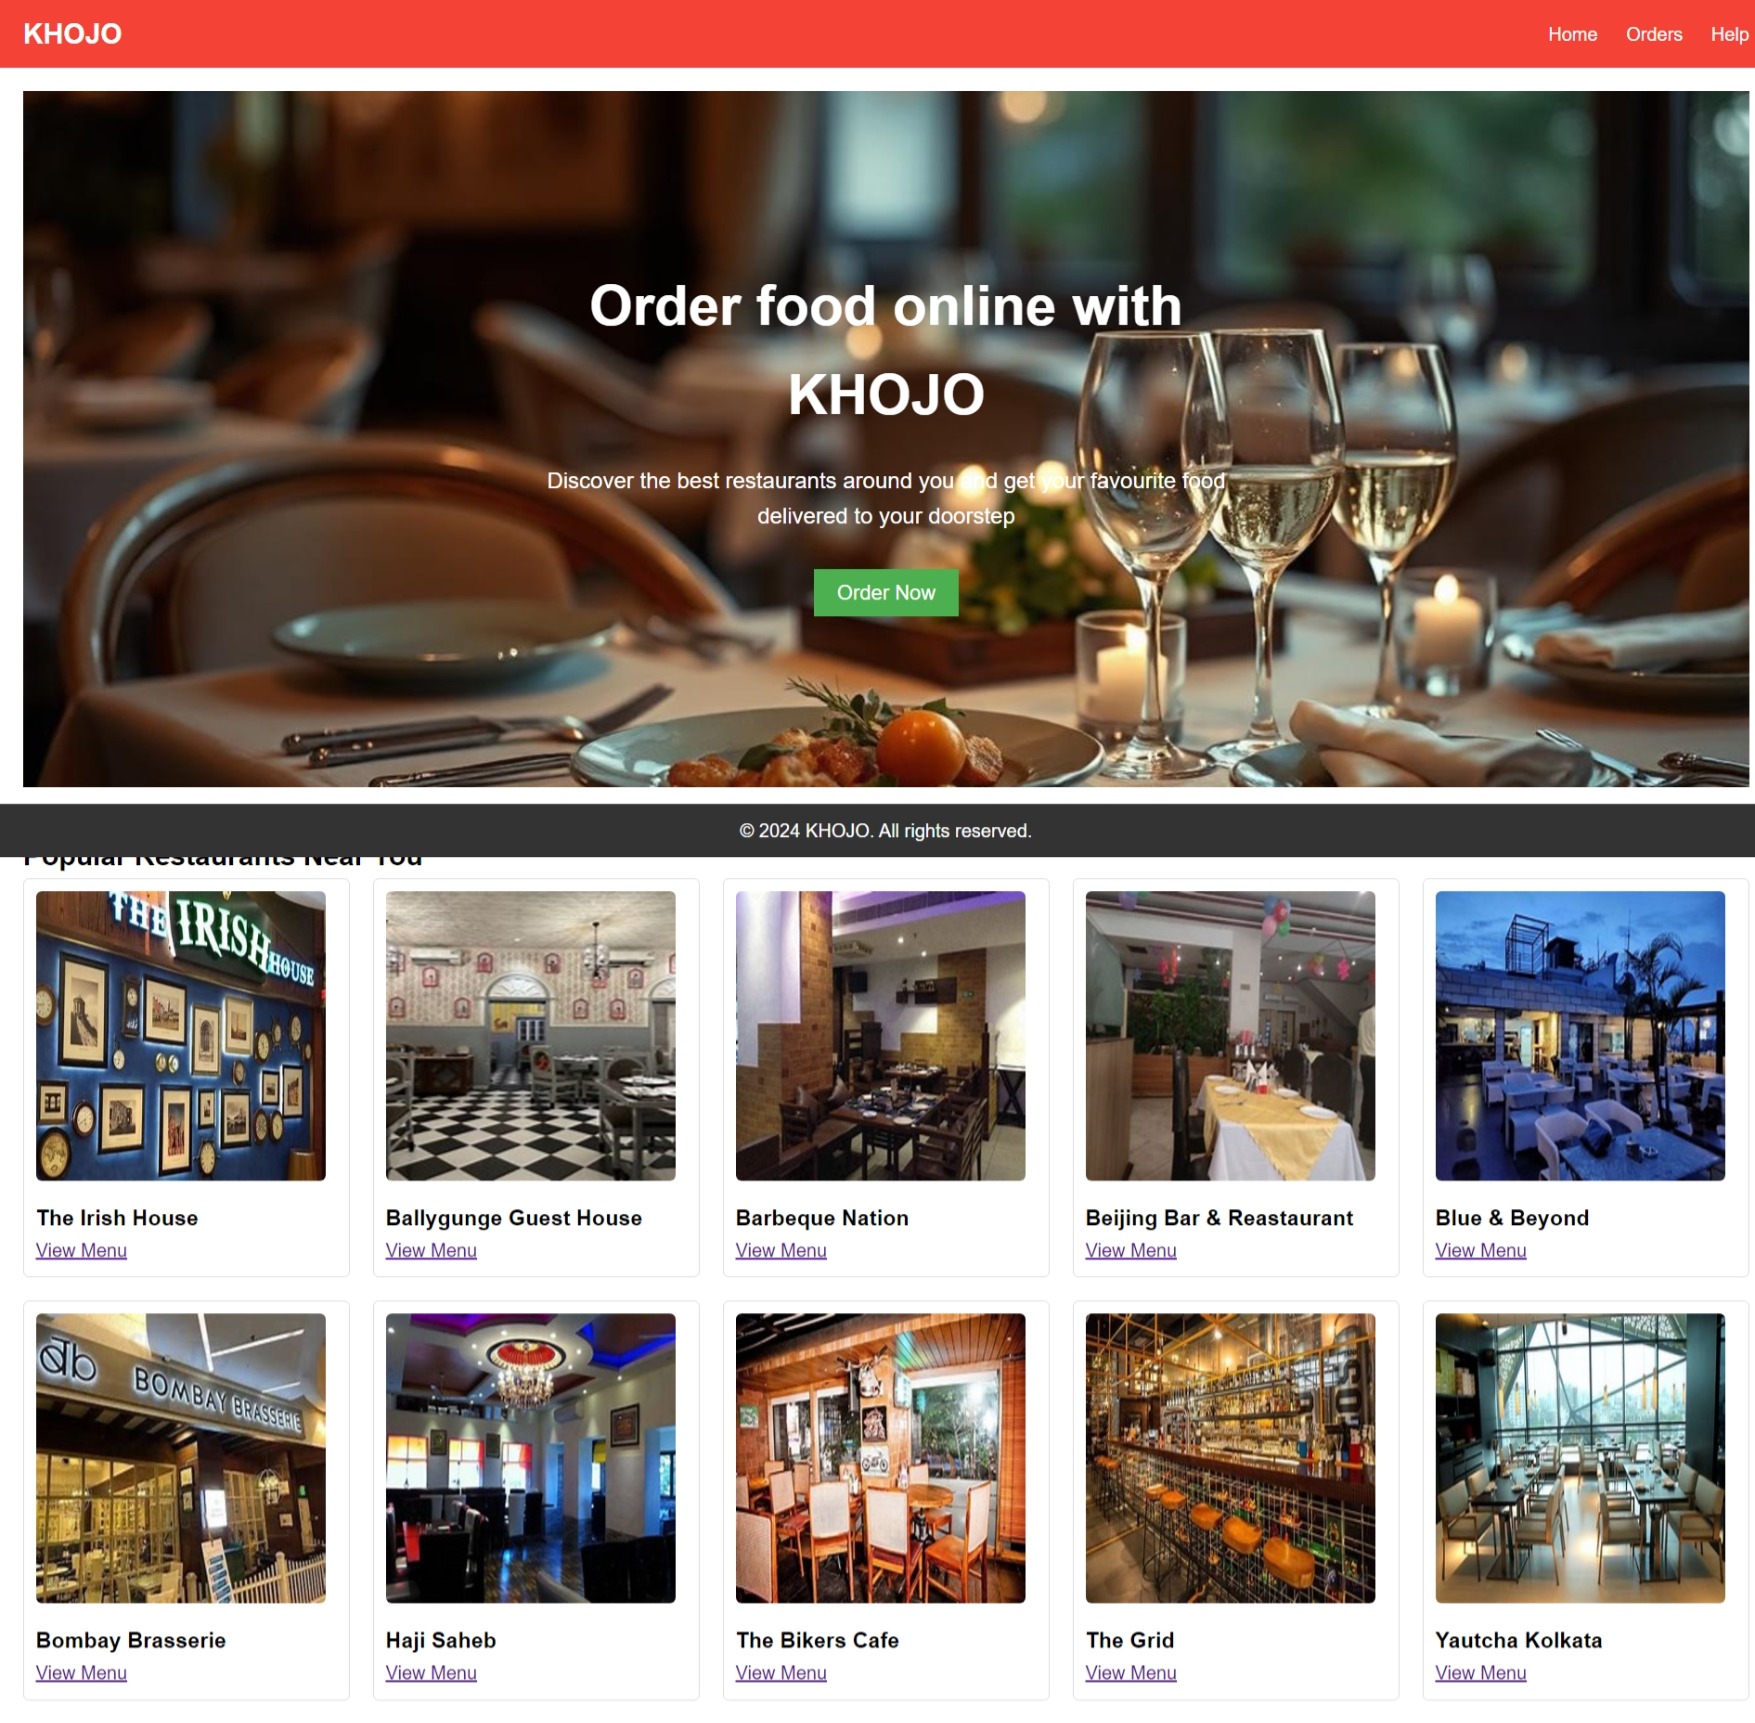 KHOJO
Home Orders Help
Order food online with
KHOJO
Discover the best restaurants around you and get your favourite food
delivered to your doorstep
Order Now
© 2024 KHOJO. All rights reserved.
Popular Restaurants Near You
THE IRISH HOUSE
The Irish House
View Menu
Ballygunge Guest House
View Menu
Barbeque Nation
View Menu
Beijing Bar & Reastaurant
View Menu
Blue & Beyond
View Menu
BOMBAY BRASSERIE
Bombay Brasserie
View Menu
Haji Saheb
View Menu
The Bikers Cafe
View Menu
The Grid
View Menu
Yautcha Kolkata
View Menu